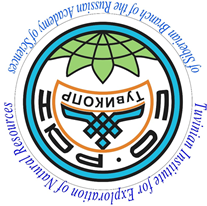 Tuvinian Institute for Exploration of Natural Resources
of Siberian Branch of the Russian Academy of Sciences
ТУВИКОПР
СО·РАН